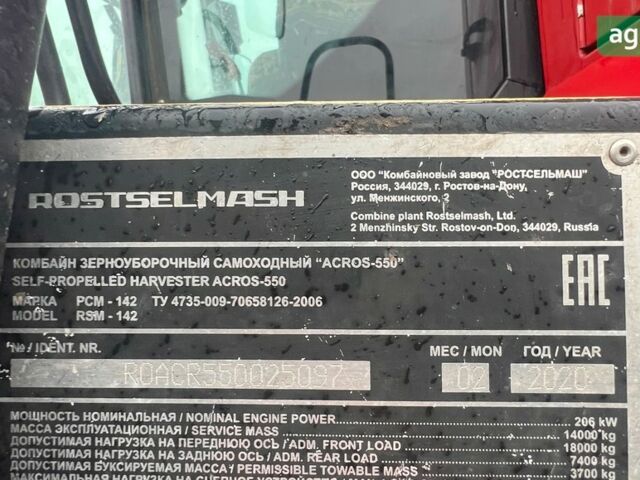 ag
ROSTSELMASH
ООО "Комбайновый завод "РОСТСЕЛЬМАШ"
Россия, 344029, г. Ростов-на-Дону,
ул. Менжинского, 2
Combine plant Rostselmash, Ltd.
2 Menzhinsky Str. Rostov-on-Don, 344029, Russia
КОМБАЙН ЗЕРНОУБОРОЧНЫЙ САМОХОДНЫЙ "ACROS-550"
SELF-PROPELLED HARVESTER ACROS-550
МАРКА РСМ - 142 ТУ 4735-009-70658126-2006
MODEL RSM - 142
EAC
№ / IDENT. NR. МЕС / MON ГОД / YEAR
R0ACR550025097 02 2020
МОЩНОСТЬ НОМИНАЛЬНАЯ / NOMINAL ENGINE POWER 206 kW
МАССА ЭКСПЛУАТАЦИОННАЯ / SERVICE MASS 14000 kg
ДОПУСТИМАЯ НАГРУЗКА НА ПЕРЕДНЮЮ ОСЬ / ADM. FRONT LOAD 18000 kg
ДОПУСТИМАЯ НАГРУЗКА НА ЗАДНЮЮ ОСЬ / ADM. REAR LOAD 7400 kg
ДОПУСТИМАЯ БУКСИРУЕМАЯ МАССА / PERMISSIBLE TOWABLE MASS 3700 kg